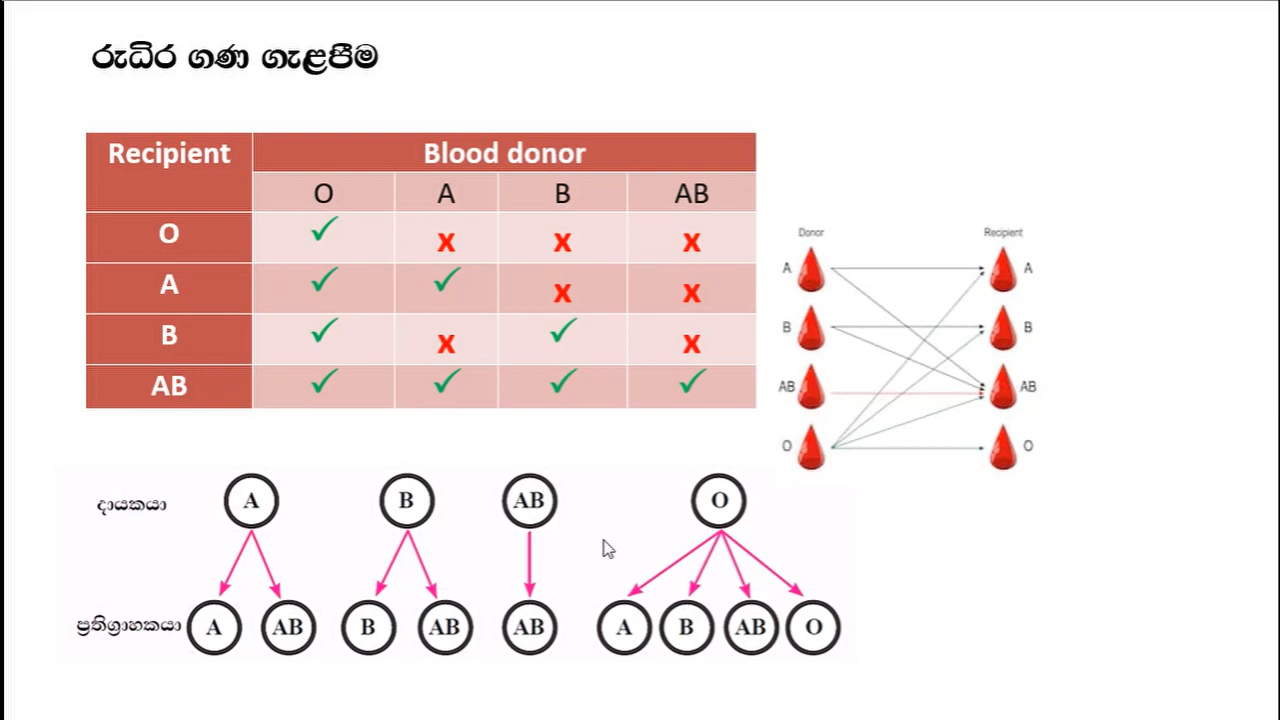 රුධිර ගණ ගැළපීම
Recipient Blood donor
O A B AB
O ✓ x x x
A ✓ ✓ x x
B ✓ x ✓ x
AB ✓ ✓ ✓ ✓
Donor Recipient
A A
B B
AB AB
O O
දායකයා A B AB O
ප්‍රතිග්‍රාහකයා A AB B AB AB A B AB O